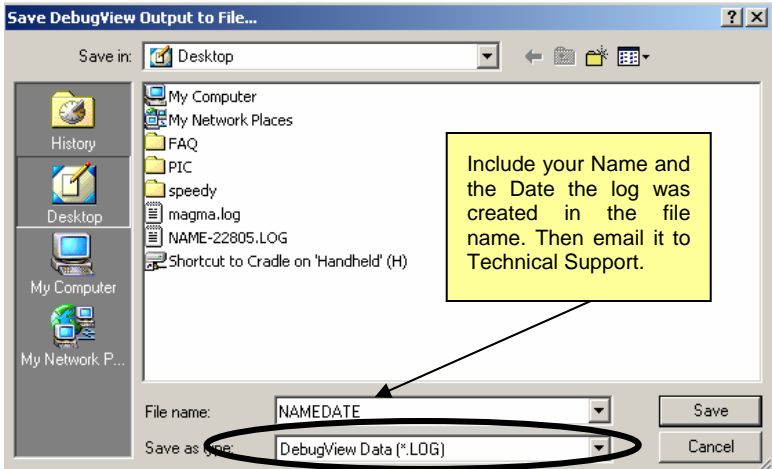 Save DebugView Output to File...
Save in:
Desktop
History
Desktop
My Computer
My Network P...
My Computer
My Network Places
FAQ
PIC
speedy
magma.log
NAME-22805.LOG
Shortcut to Cradle on 'Handheld' (H)
Include your Name and
the Date the log was
created in the file
name. Then email it to
Technical Support.
File name:
NAMEDATE
Save
Save as type:
DebugView Data (*.LOG)
Cancel